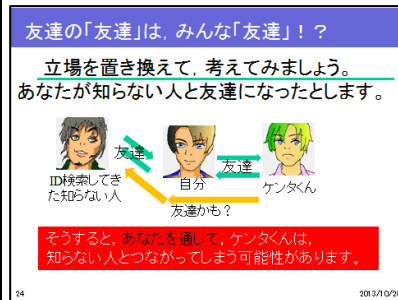 友達の「友達」は，みんな「友達」！？
立場を置き換えて，考えてみましょう。
あなたが知らない人と友達になったとします。
友達
友達
ID検索してき
た知らない人
自分
ケンタくん
友達かも？
そうすると，あなたを通して，ケンタくんは，
知らない人とつながってしまう可能性があります。
24